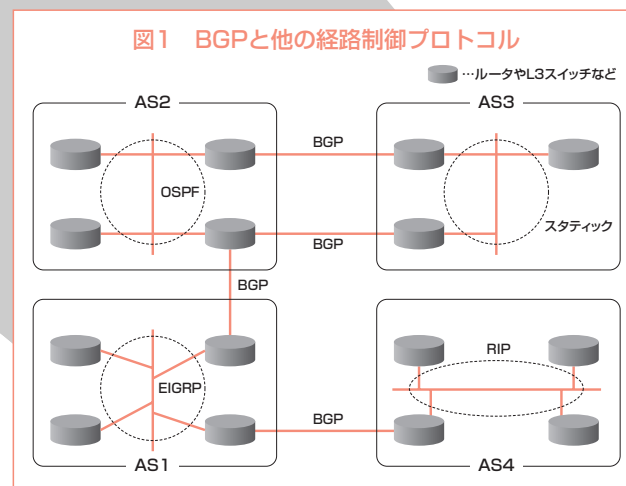 図1 BGPと他の経路制御プロトコル
…ルータやL3スイッチなど
AS2
AS3
BGP
OSPF
スタティック
BGP
BGP
RIP
EIGRP
BGP
AS1
AS4